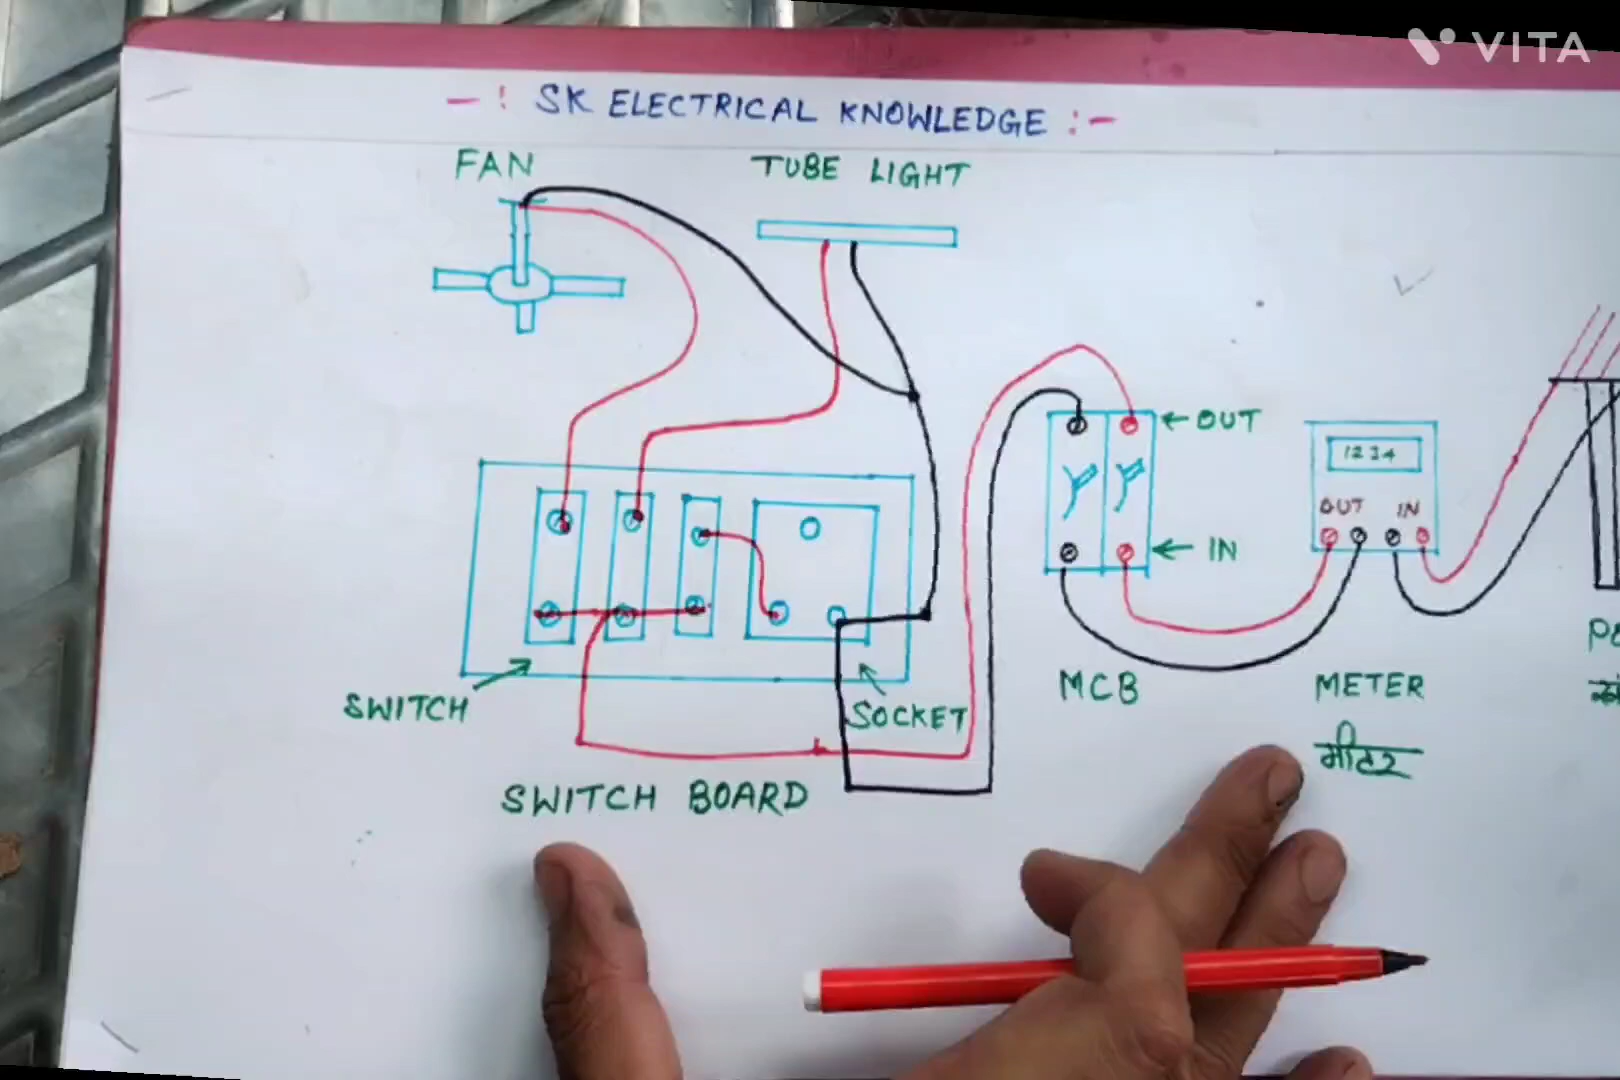 VITA
-: SK ELECTRICAL KNOWLEDGE :-
FAN
TUBE LIGHT
← OUT
1234
OUT IN
← IN
SWITCH
SOCKET
MCB
METER
मीटर
SWITCH BOARD